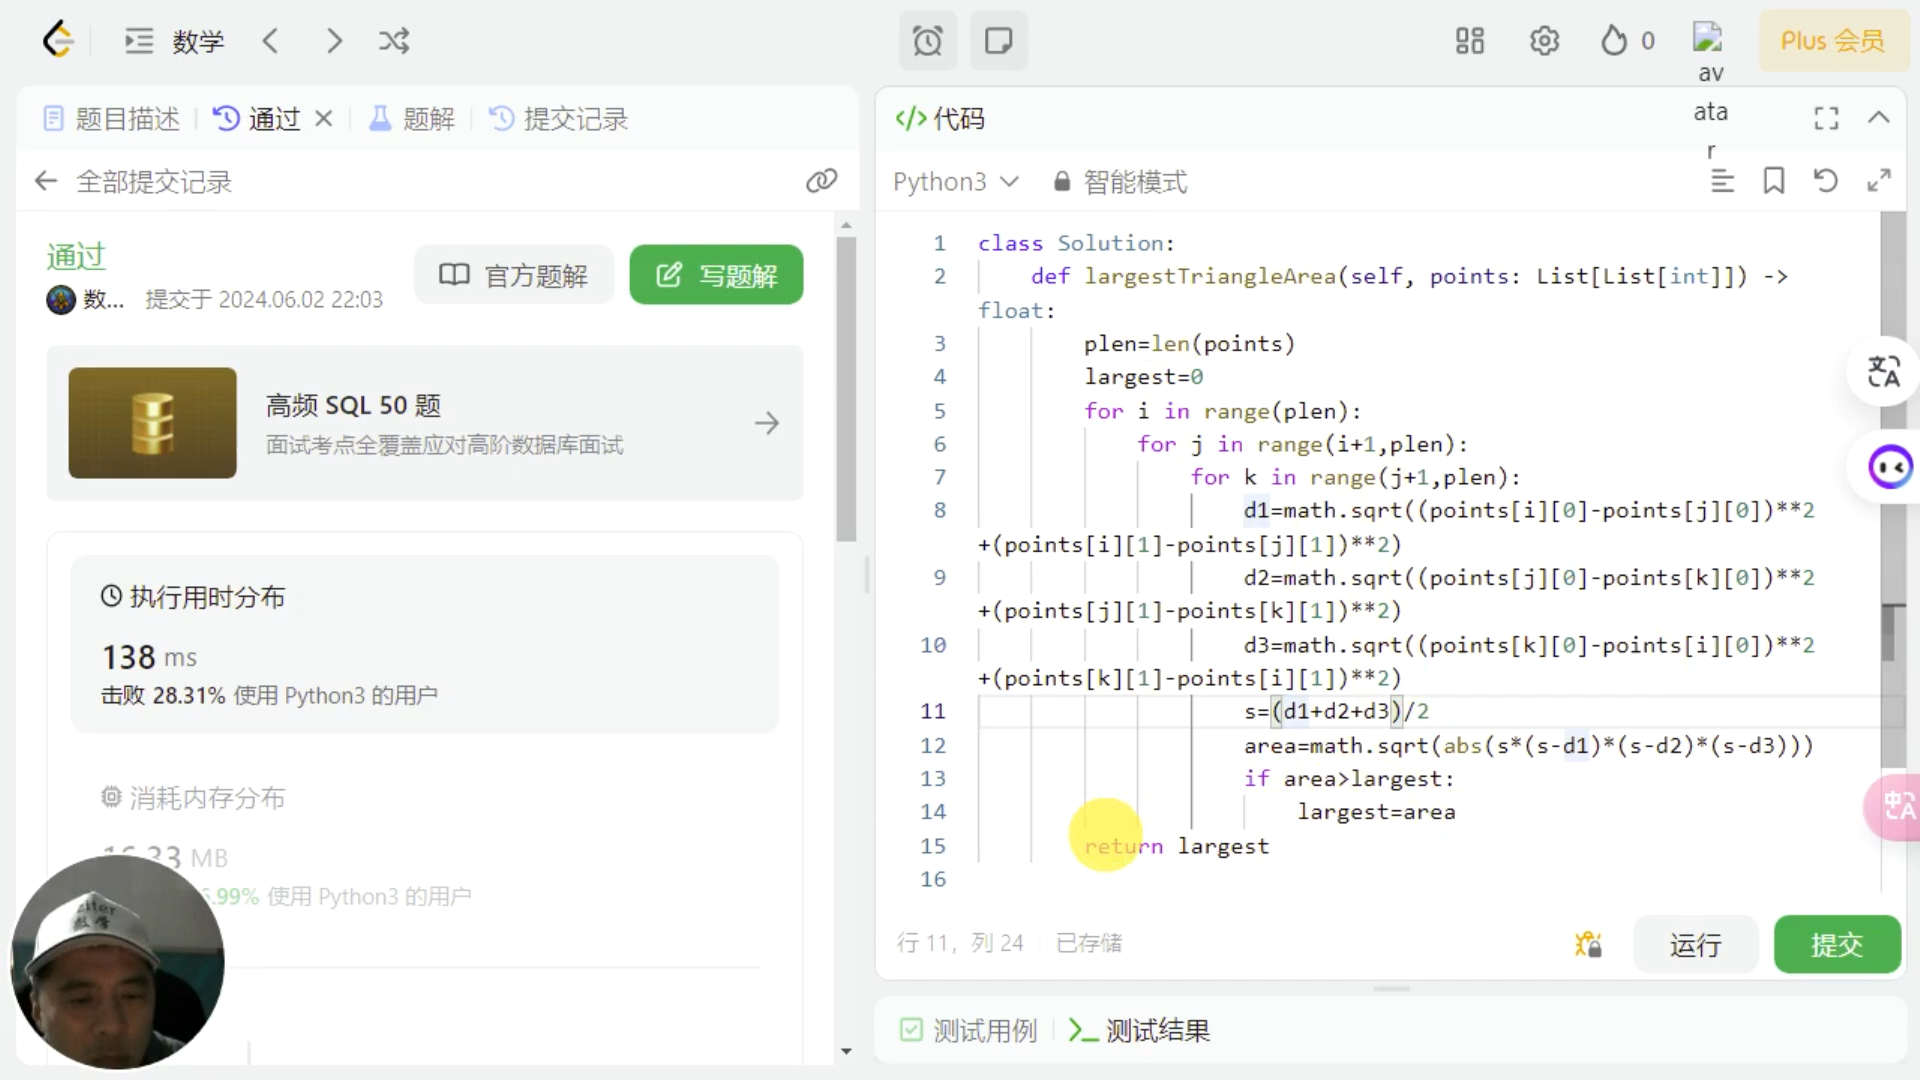 数学
0
av
ata
r
Plus 会员
题目描述
通过
题解
提交记录
全部提交记录
通过
数... 提交于 2024.06.02 22:03
官方题解
写题解
高频 SQL 50 题
面试考点全覆盖应对高阶数据库面试
执行用时分布
138 ms
击败 28.31% 使用 Python3 的用户
消耗内存分布
MB
使用 Python3 的用户
ziter
数学
</> 代码
Python3
智能模式
1 class Solution:
2 def largestTriangleArea(self, points: List[List[int]]) ->
float:
3 plen=len(points)
4 largest=0
5 for i in range(plen):
6 for j in range(i+1,plen):
7 for k in range(j+1,plen):
8 d1=math.sqrt((points[i][0]-points[j][0])**2
+(points[i][1]-points[j][1])**2)
9 d2=math.sqrt((points[j][0]-points[k][0])**2
+(points[j][1]-points[k][1])**2)
10 d3=math.sqrt((points[k][0]-points[i][0])**2
+(points[k][1]-points[i][1])**2)
11 s=(d1+d2+d3)/2
12 area=math.sqrt(abs(s*(s-d1)*(s-d2)*(s-d3)))
13 if area>largest:
14 largest=area
15 return largest
16
行 11, 列 24
已存储
运行
提交
测试用例
测试结果
文A
中A